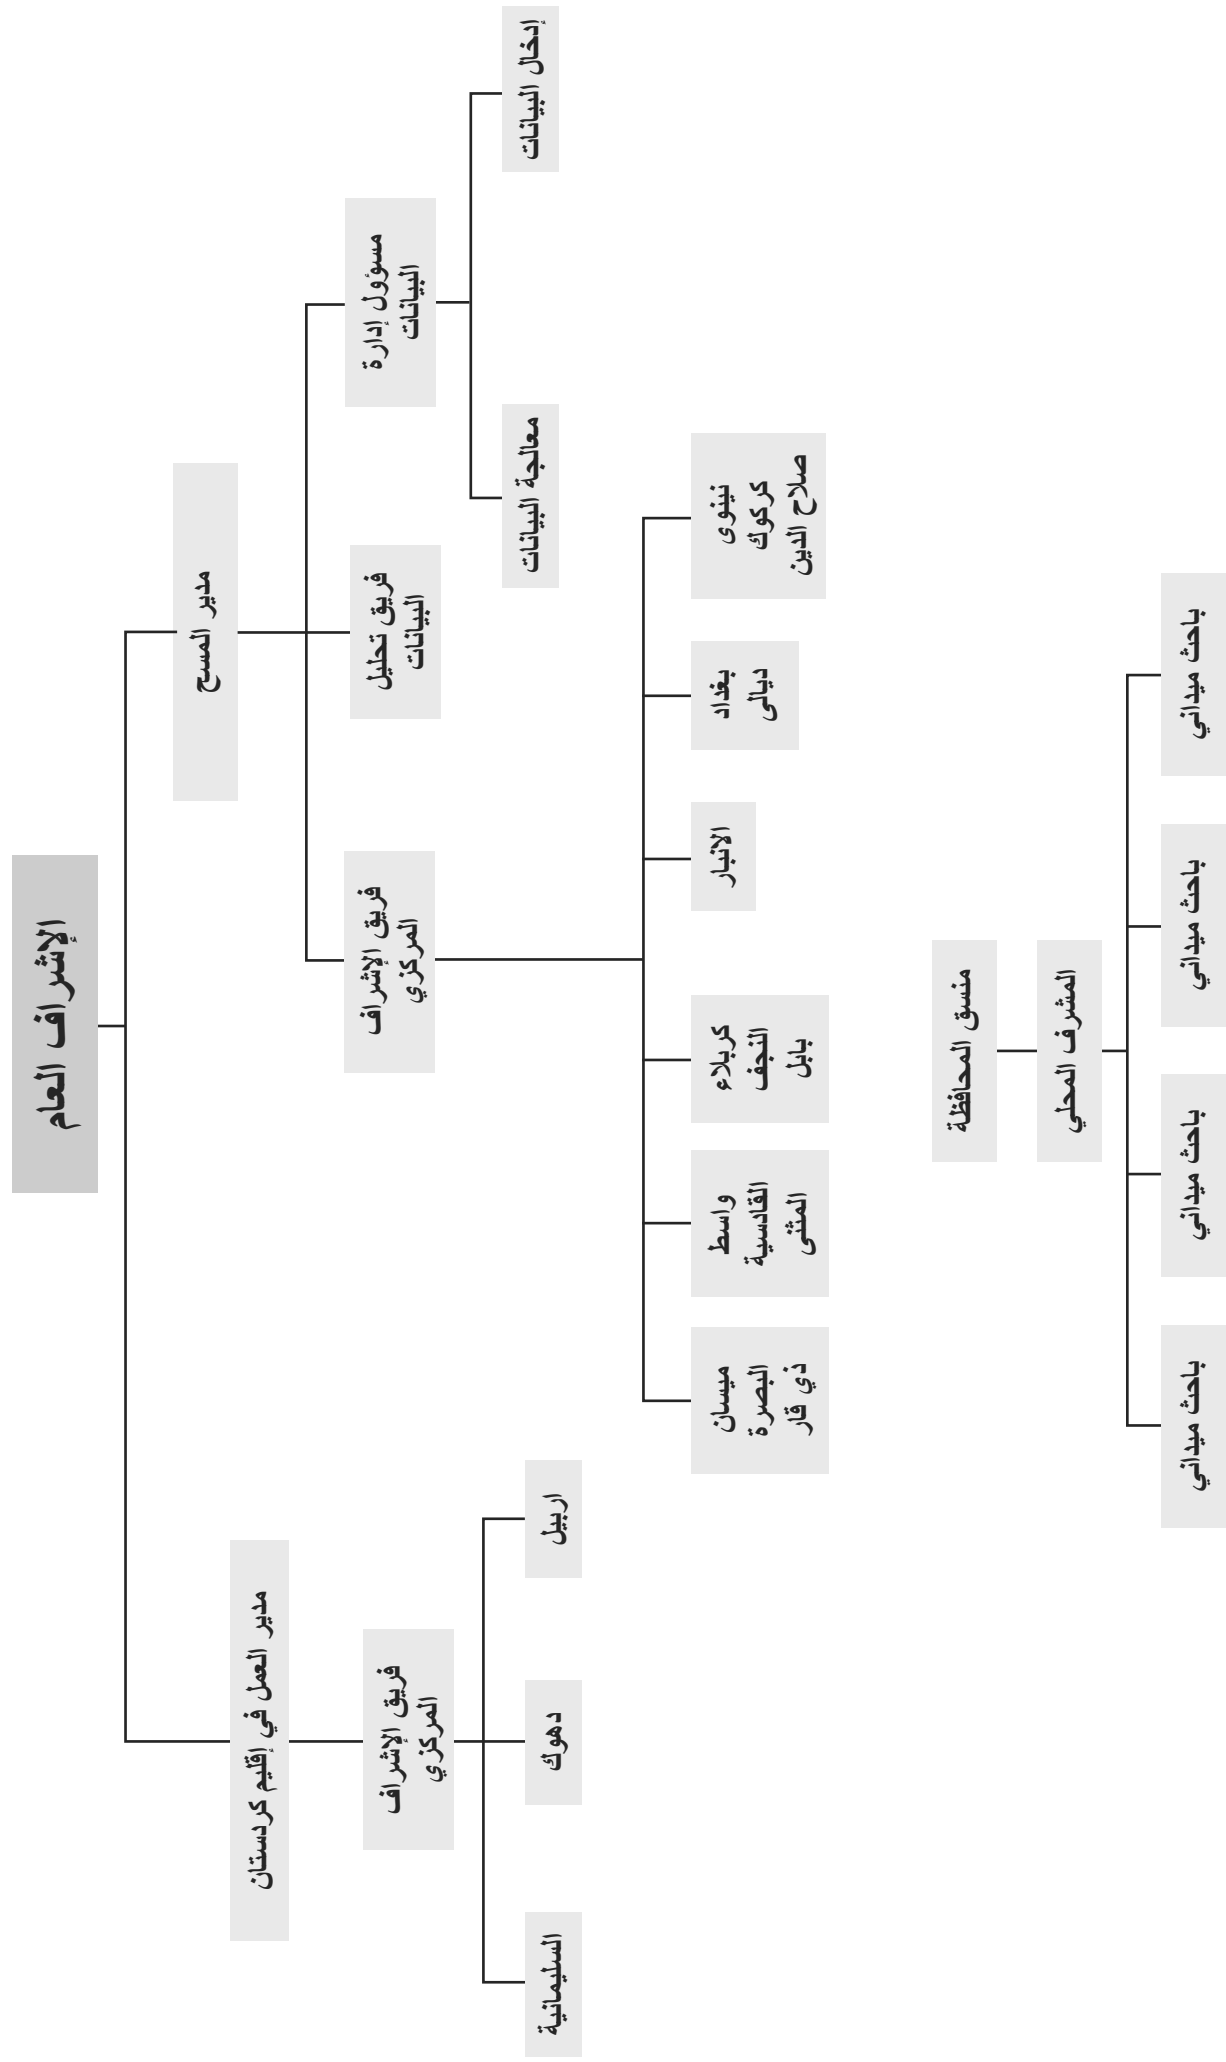 الإشراف العام
مدير المسح
مدير العمل في إقليم كردستان
مسؤول إدارة
البيانات
فريق تحليل
البيانات
فريق الإشراف
المركزي
فريق الإشراف
المركزي
إدخال البيانات
معالجة البيانات
اربيل
دهوك
السليمانية
نينوى
كركوك
صلاح الدين
بغداد
ديالى
الانبار
كربلاء
النجف
بابل
واسط
القادسية
المثنى
ميسان
البصرة
ذي قار
منسق المحافظة
المشرف المحلي
باحث ميداني
باحث ميداني
باحث ميداني
باحث ميداني